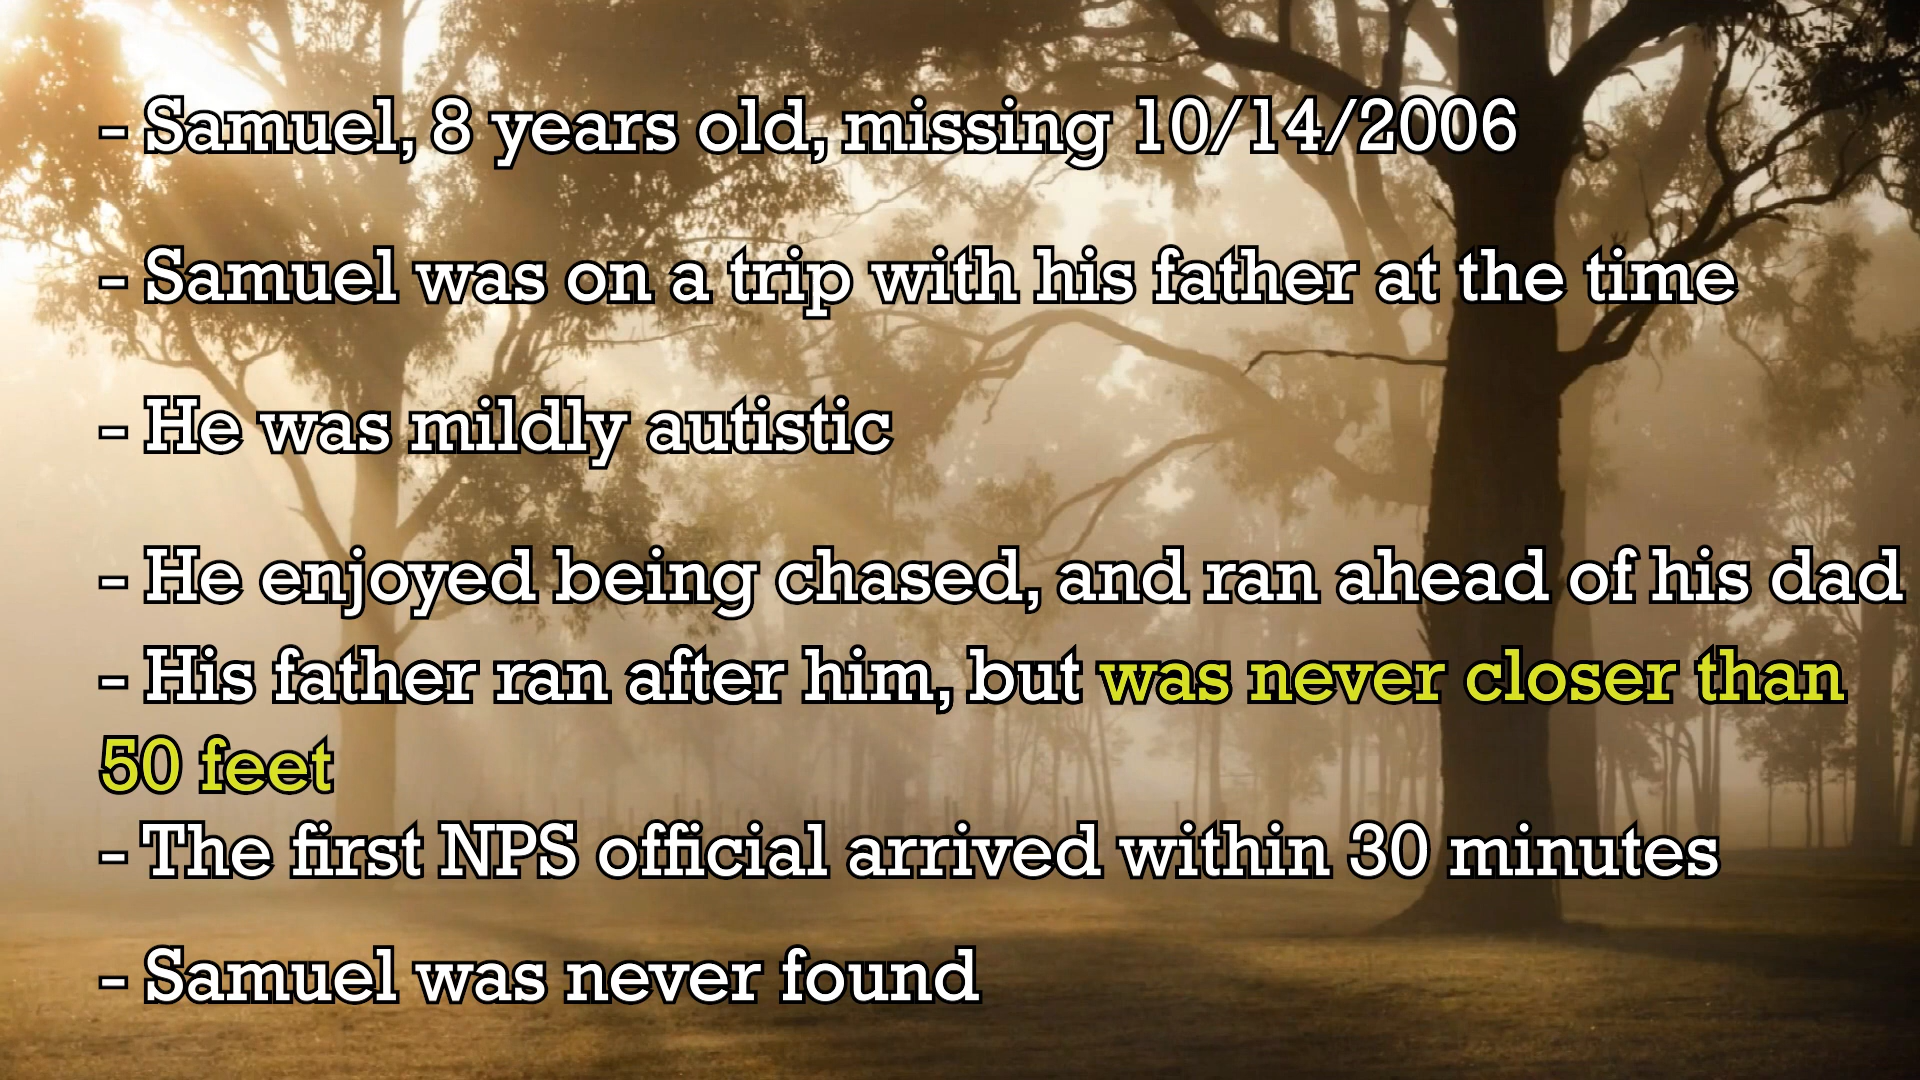 - Samuel, 8 years old, missing 10/14/2006
- Samuel was on a trip with his father at the time
- He was mildly autistic
- He enjoyed being chased, and ran ahead of his dad
- His father ran after him, but was never closer than
50 feet
- The first NPS official arrived within 30 minutes
- Samuel was never found